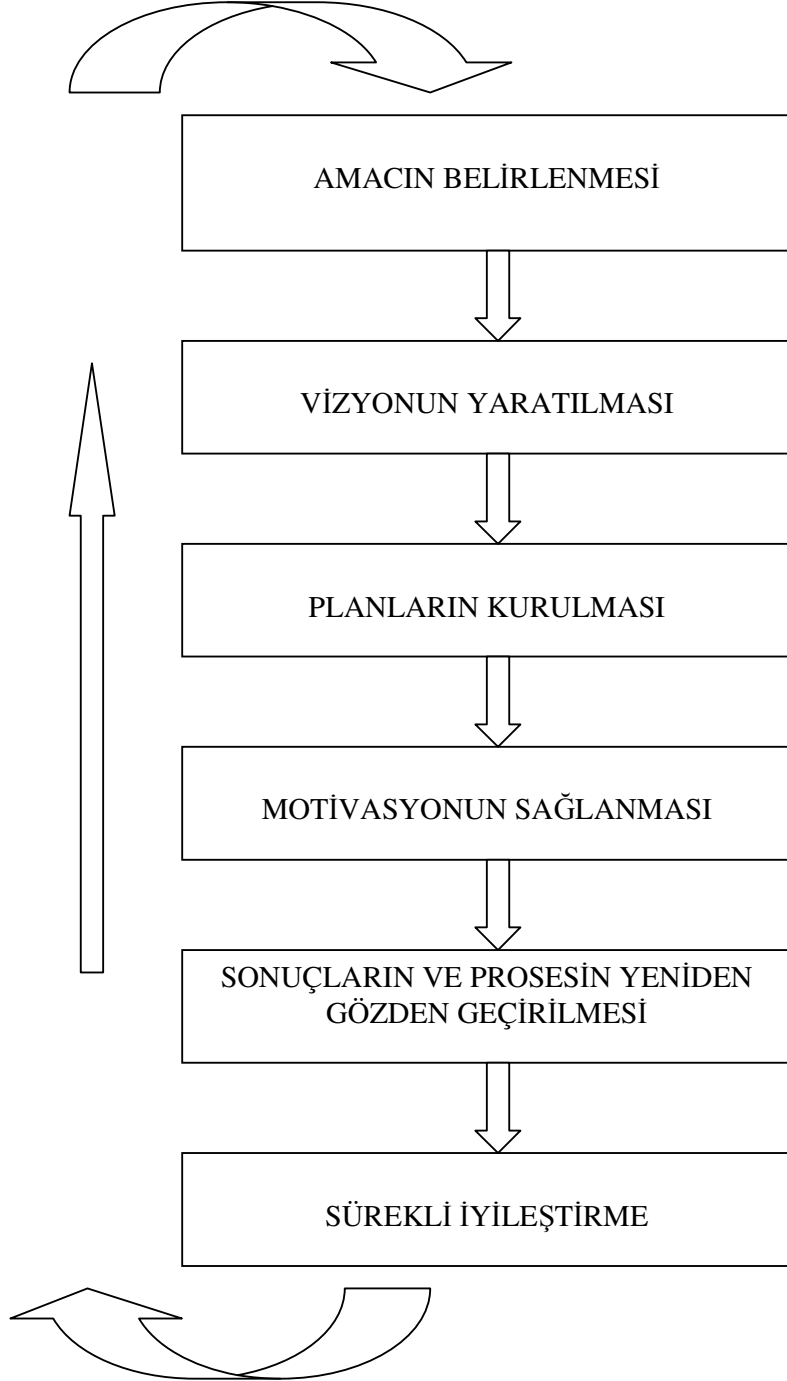 AMACIN BELİRLENMESİ
VİZYONUN YARATILMASI
PLANLARIN KURULMASI
MOTİVASYONUN SAĞLANMASI
SONUÇLARIN VE PROSESİN YENİDEN
GÖZDEN GEÇİRİLMESİ
SÜREKLİ İYİLEŞTİRME